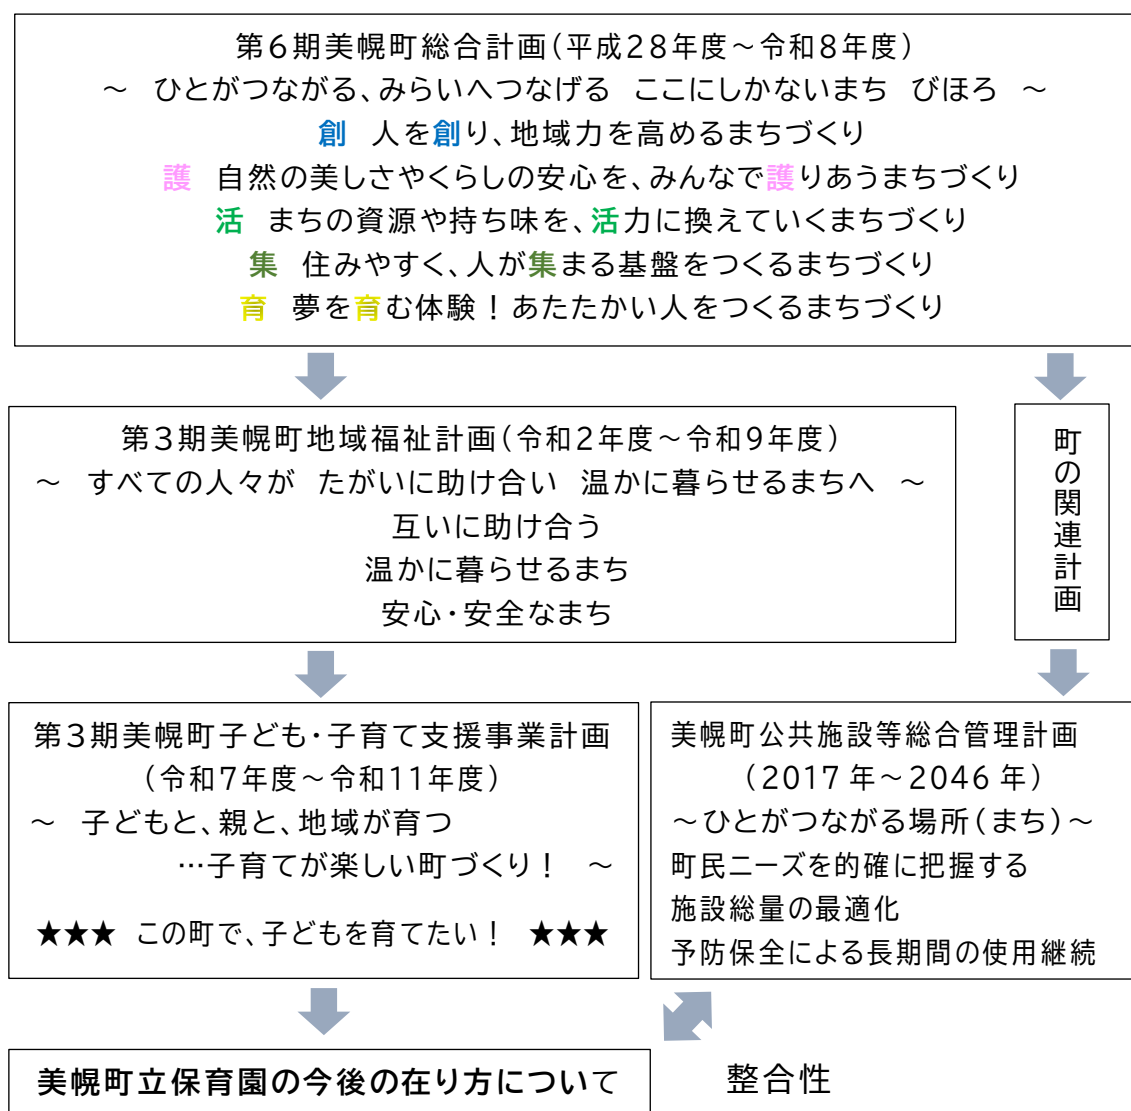 第6期美幌町総合計画(平成28年度～令和8年度)
～ ひとがつながる、みらいへつなげる ここにしかないまち びほろ ～
創 人を創り、地域力を高めるまちづくり
護 自然の美しさやくらしの安心を、みんなで護りあうまちづくり
活 まちの資源や持ち味を、活力に換えていくまちづくり
集 住みやすく、人が集まる基盤をつくるまちづくり
育 夢を育む体験！あたたかい人をつくるまちづくり
第3期美幌町地域福祉計画(令和2年度～令和9年度)
～ すべての人々が たがいに助け合い 温かに暮らせるまちへ ～
互いに助け合う
温かに暮らせるまち
安心・安全なまち
町の関連計画
第3期美幌町子ども・子育て支援事業計画
(令和7年度～令和11年度)
～ 子どもと、親と、地域が育つ
…子育てが楽しい町づくり！ ～
★★★ この町で、子どもを育てたい！ ★★★
美幌町公共施設等総合管理計画
(2017年～2046年)
～ひとがつながる場所(まち)～
町民ニーズを的確に把握する
施設総量の最適化
予防保全による長期間の使用継続
美幌町立保育園の今後の在り方について
整合性